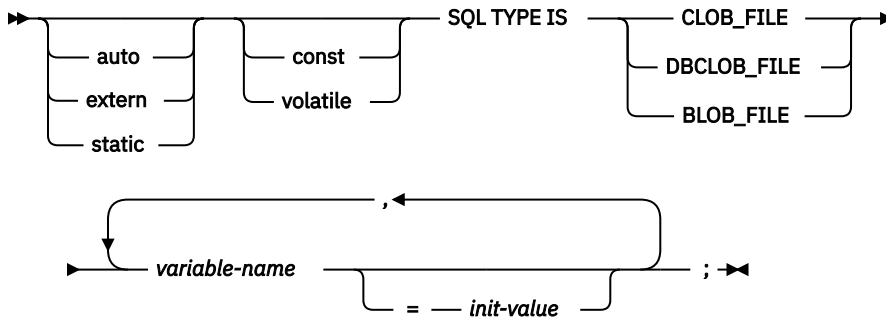 SQL TYPE IS CLOB_FILE
auto const DBCLOB_FILE
extern volatile BLOB_FILE
static
,
variable-name ;
= init-value